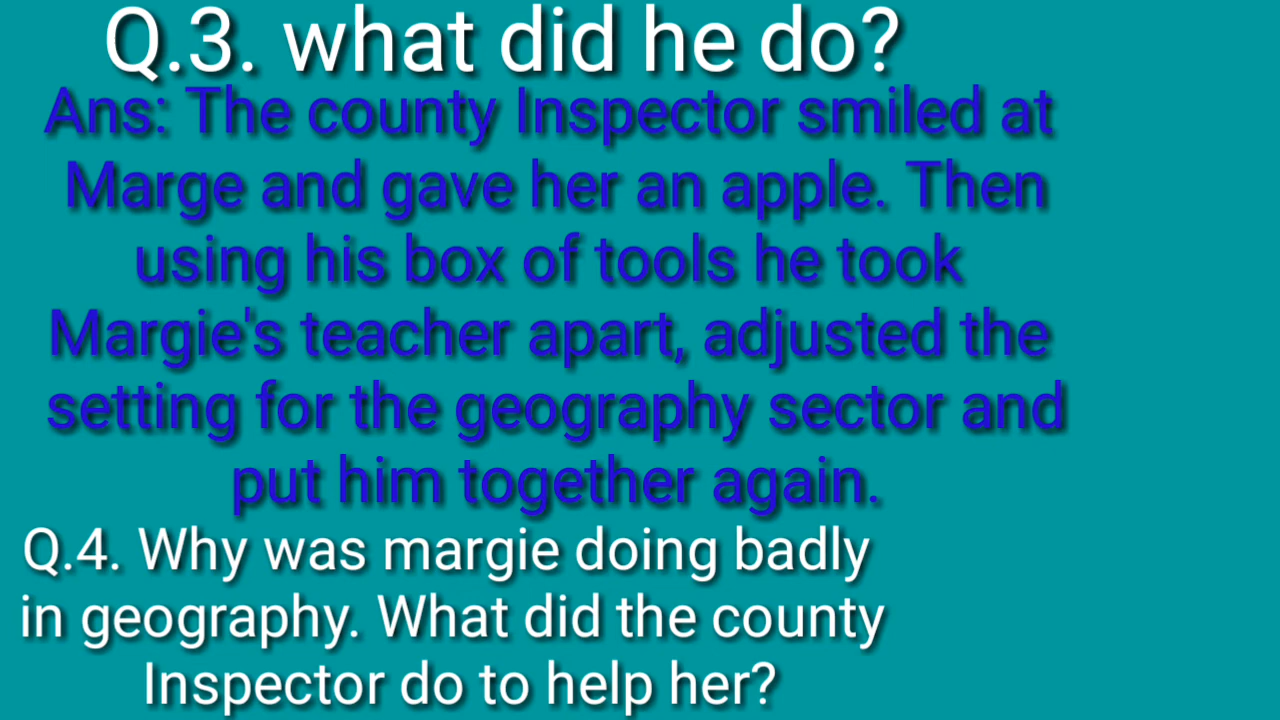 Q.3. what did he do?
Ans: The county Inspector smiled at
Marge and gave her an apple. Then
using his box of tools he took
Margie's teacher apart, adjusted the
setting for the geography sector and
put him together again.
Q.4. Why was margie doing badly
in geography. What did the county
Inspector do to help her?